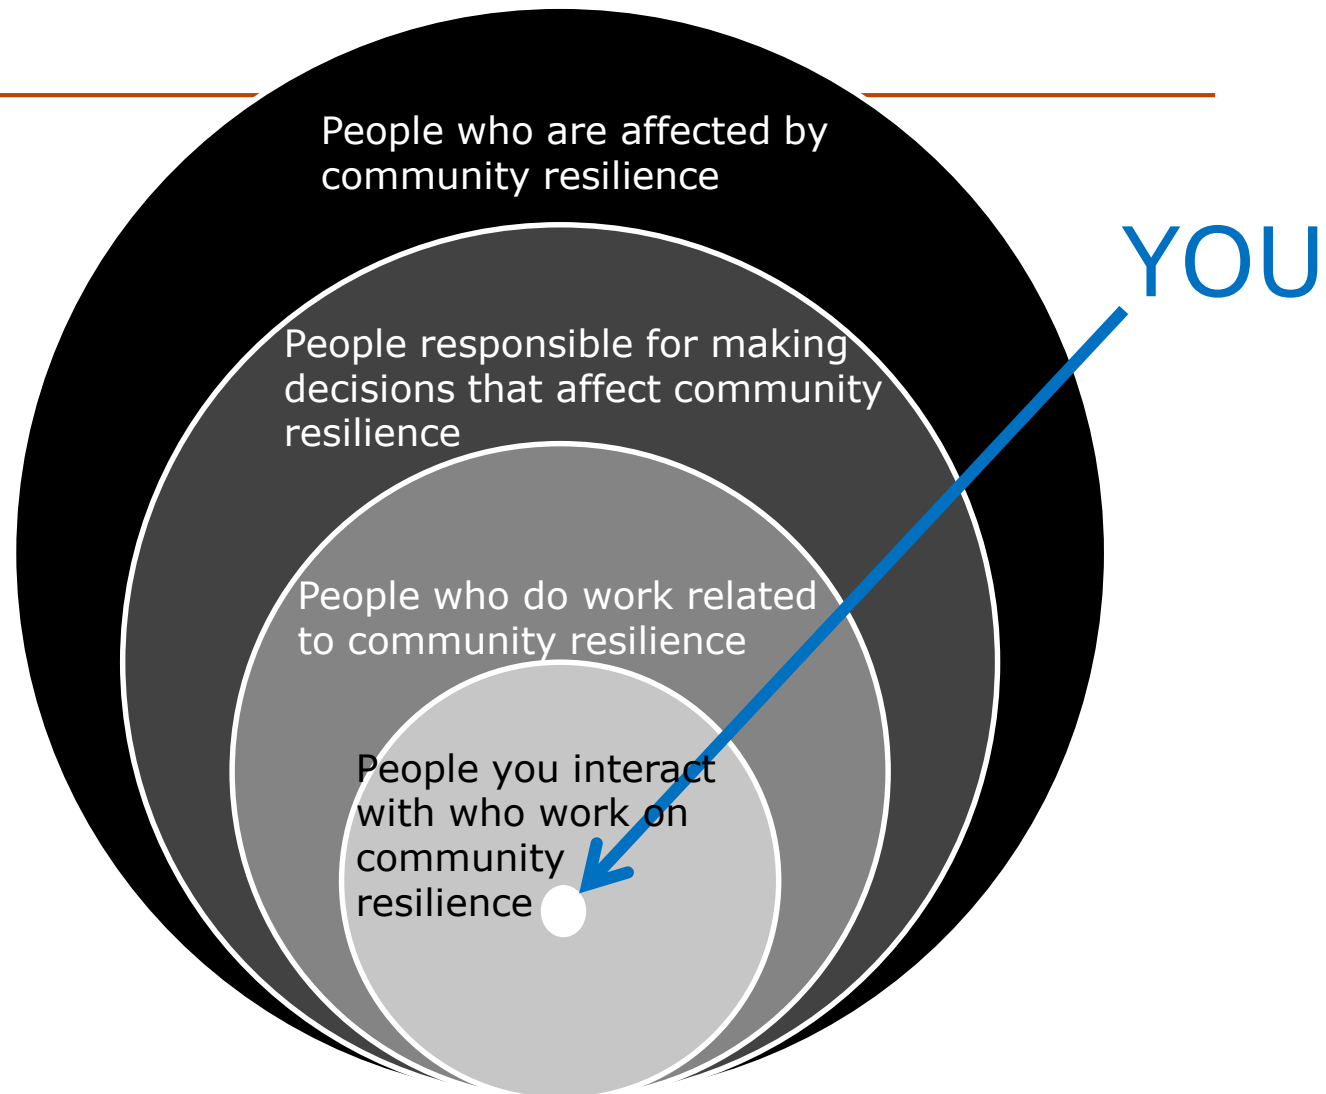 People who are affected by
community resilience
YOU
People responsible for making
decisions that affect community
resilience
People who do work related
to community resilience
People you interact
with who work on
community
resilience